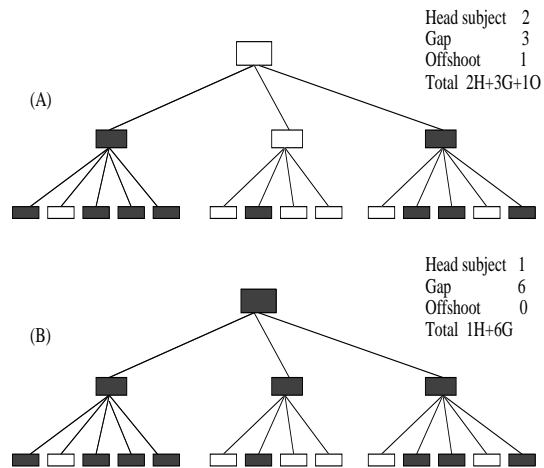 Head subject 2
Gap 3
Offshoot 1
Total 2H+3G+1O
(A)
Head subject 1
Gap 6
Offshoot 0
Total 1H+6G
(B)